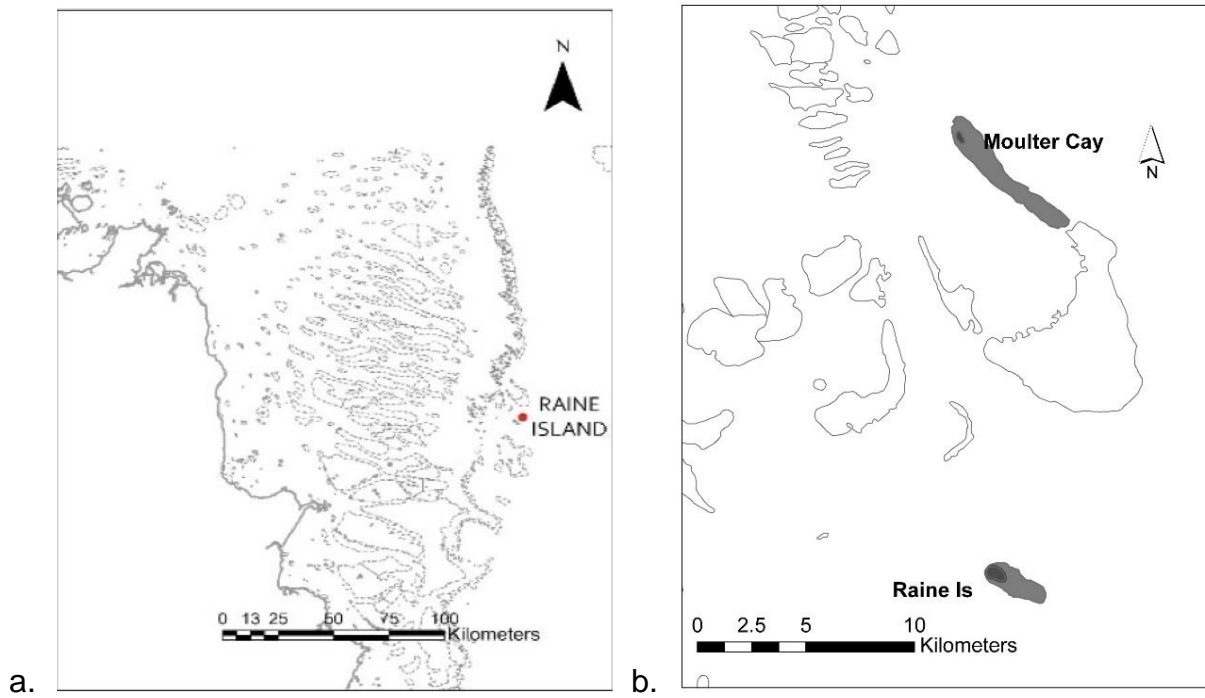 N
RAINE
ISLAND
0 13 25 50 75 100
Kilometers
a.
Moulter Cay
N
Raine Is
0 2.5 5 10
Kilometers
b.